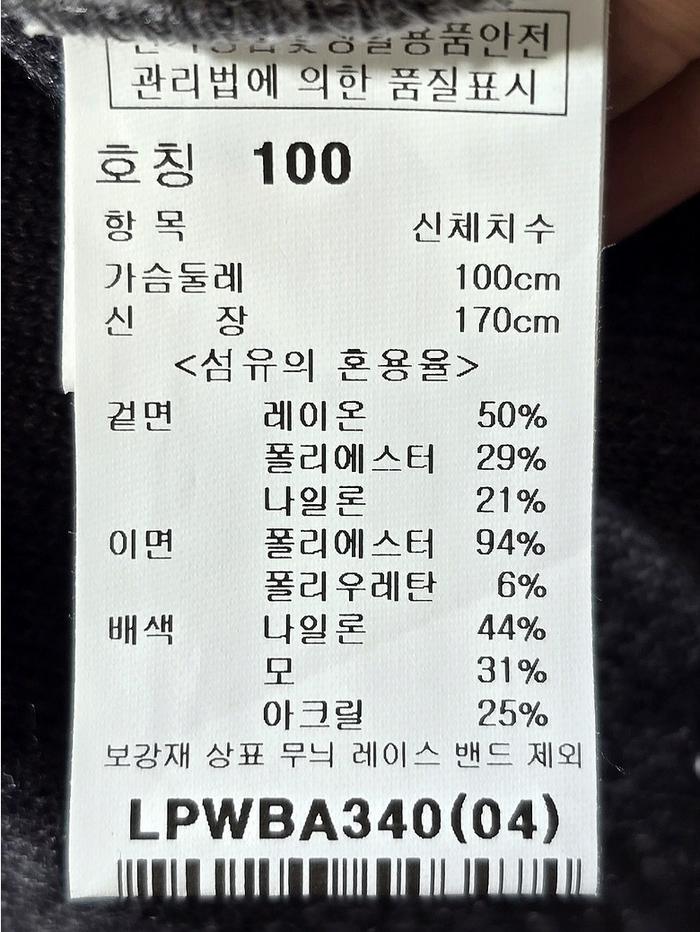 용품안전
관리법에 의한 품질표시
호칭 100
항 목 신체치수
가슴둘레 100cm
신 장 170cm
<섬유의 혼용율>
겉면 레이온 50%
폴리에스터 29%
나일론 21%
이면 폴리에스터 94%
폴리우레탄 6%
배색 나일론 44%
모 31%
아크릴 25%
보강재 상표 무늬 레이스 밴드 제외
LPWBA340(04)